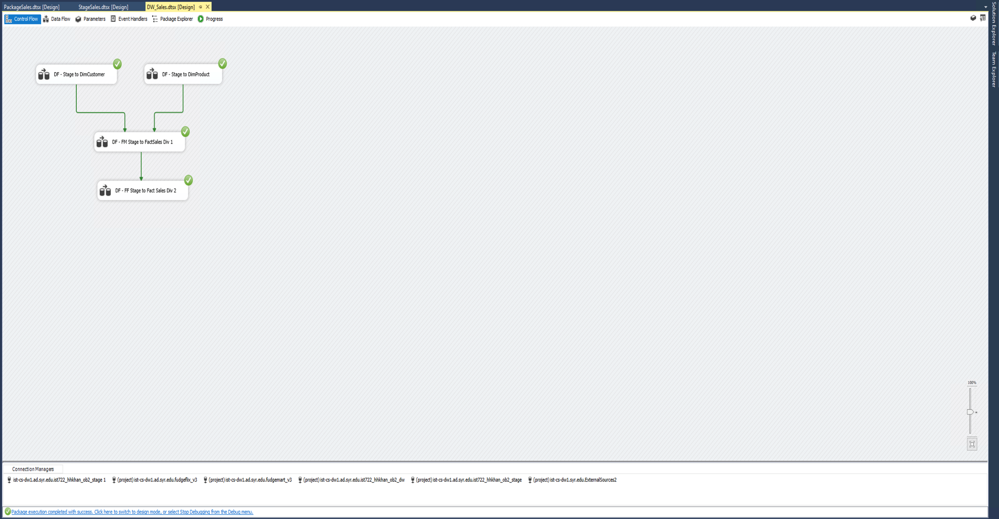 PackageSales.dtsx [Design] StageSales.dtsx [Design] DW_Sales.dtsx [Design]
Control Flow Data Flow Parameters Event Handlers Package Explorer Progress
Solution Explorer
Team Explorer
DF - Stage to DimCustomer DF - Stage to DimProduct
DF - FM Stage to FactSales Div 1
DF - FF Stage to Fact Sales Div 2
100%
Connection Managers
ist-cs-dw1.ad.syr.edu.ist722_hhkhan_ob2_stage 1 (project) ist-cs-dw1.ad.syr.edu.fudgeflix_v3 (project) ist-cs-dw1.ad.syr.edu.fudgemart_v3 (project) ist-cs-dw1.ad.syr.edu.ist722_hhkhan_ob2_dw (project) ist-cs-dw1.ad.syr.edu.ist722_hhkhan_ob2_stage (project) ist-cs-dw1.syr.edu.ExternalSources2
Package execution completed with success. Click here to switch to design mode, or select Stop Debugging from the Debug menu.